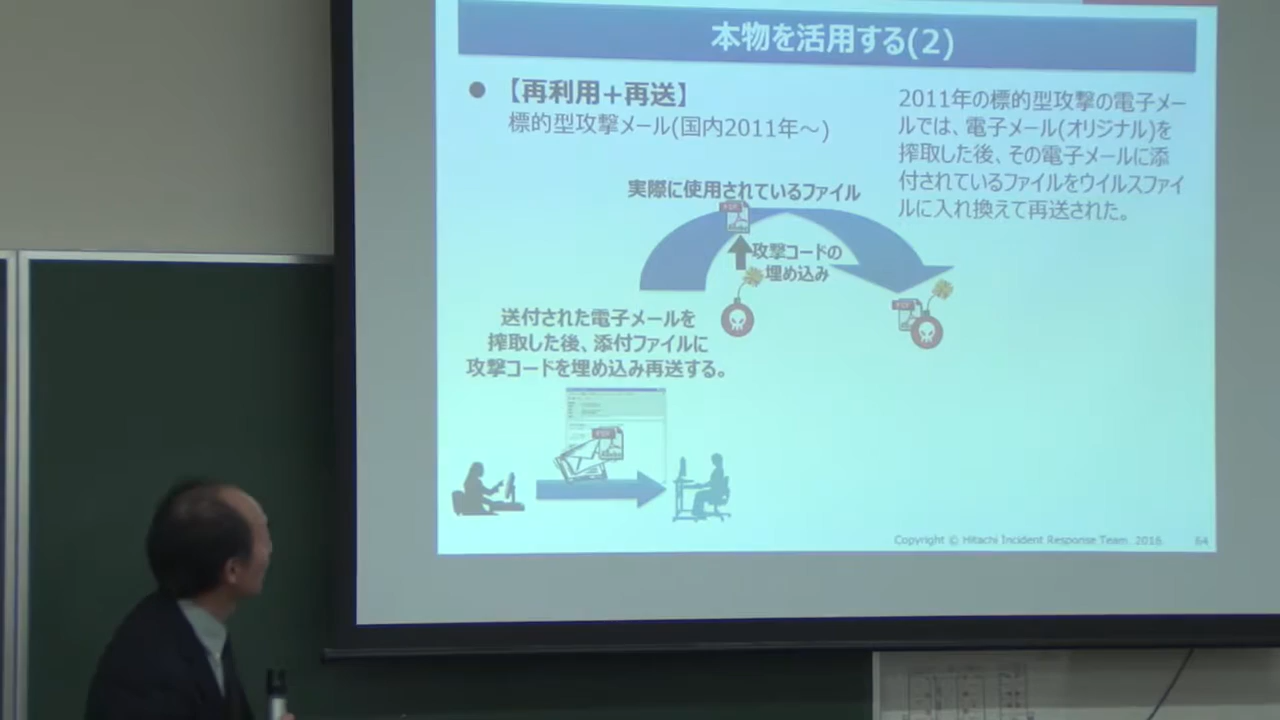 本物を活用する(2)
● 【再利用+再送】
標的型攻撃メール(国内2011年～)
2011年の標的型攻撃の電子メー
ルでは、電子メール(オリジナル)を
搾取した後、その電子メールに添
付されているファイルをウイルスファイ
ルに入れ換えて再送された。
実際に使用されているファイル
PDF
攻撃コードの
埋め込み
PDF
送付された電子メールを
搾取した後、添付ファイルに
攻撃コードを埋め込み再送する。
PDF
Copyright © Hitachi Incident Response Team. 2016. 64